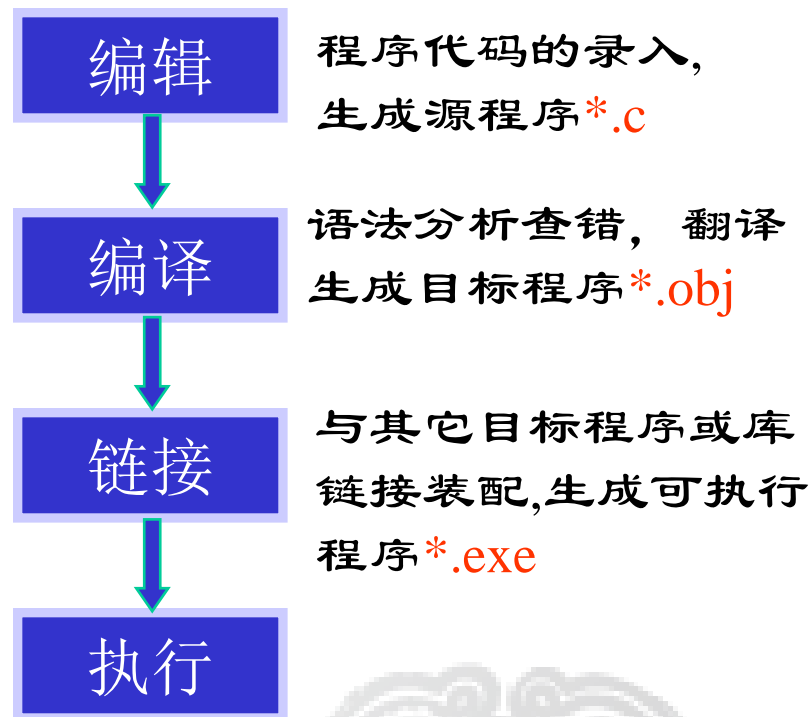 编辑
程序代码的录入,
生成源程序*.c
编译
语法分析查错，翻译
生成目标程序*.obj
链接
与其它目标程序或库
链接装配,生成可执行
程序*.exe
执行